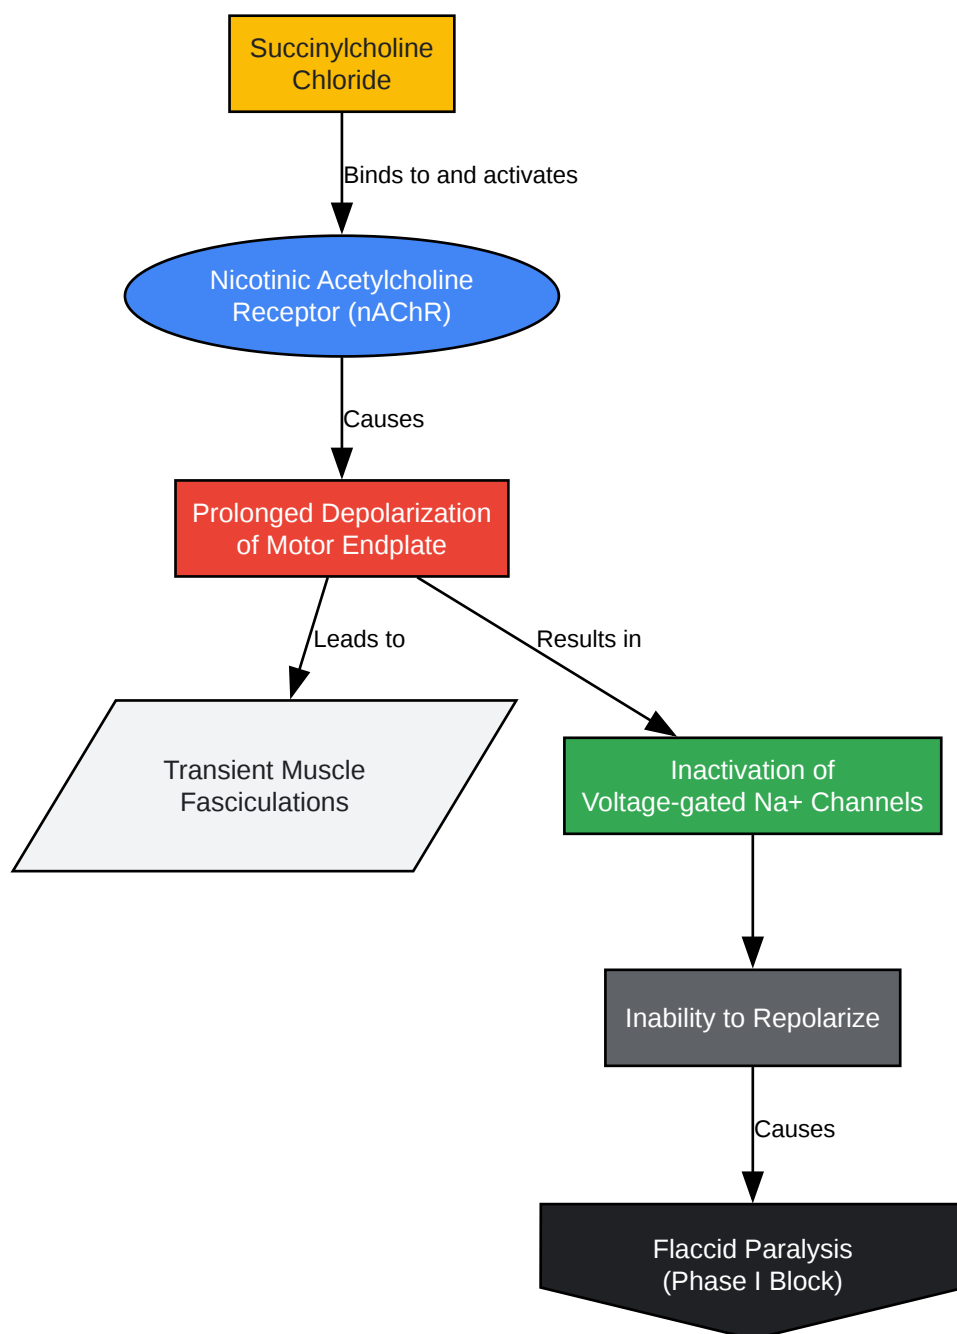 Succinylcholine
Chloride
Binds to and activates
Nicotinic Acetylcholine
Receptor (nAChR)
Causes
Prolonged Depolarization
of Motor Endplate
Leads to
Results in
Transient Muscle
Fasciculations
Inactivation of
Voltage-gated Na+ Channels
Inability to Repolarize
Causes
Flaccid Paralysis
(Phase I Block)